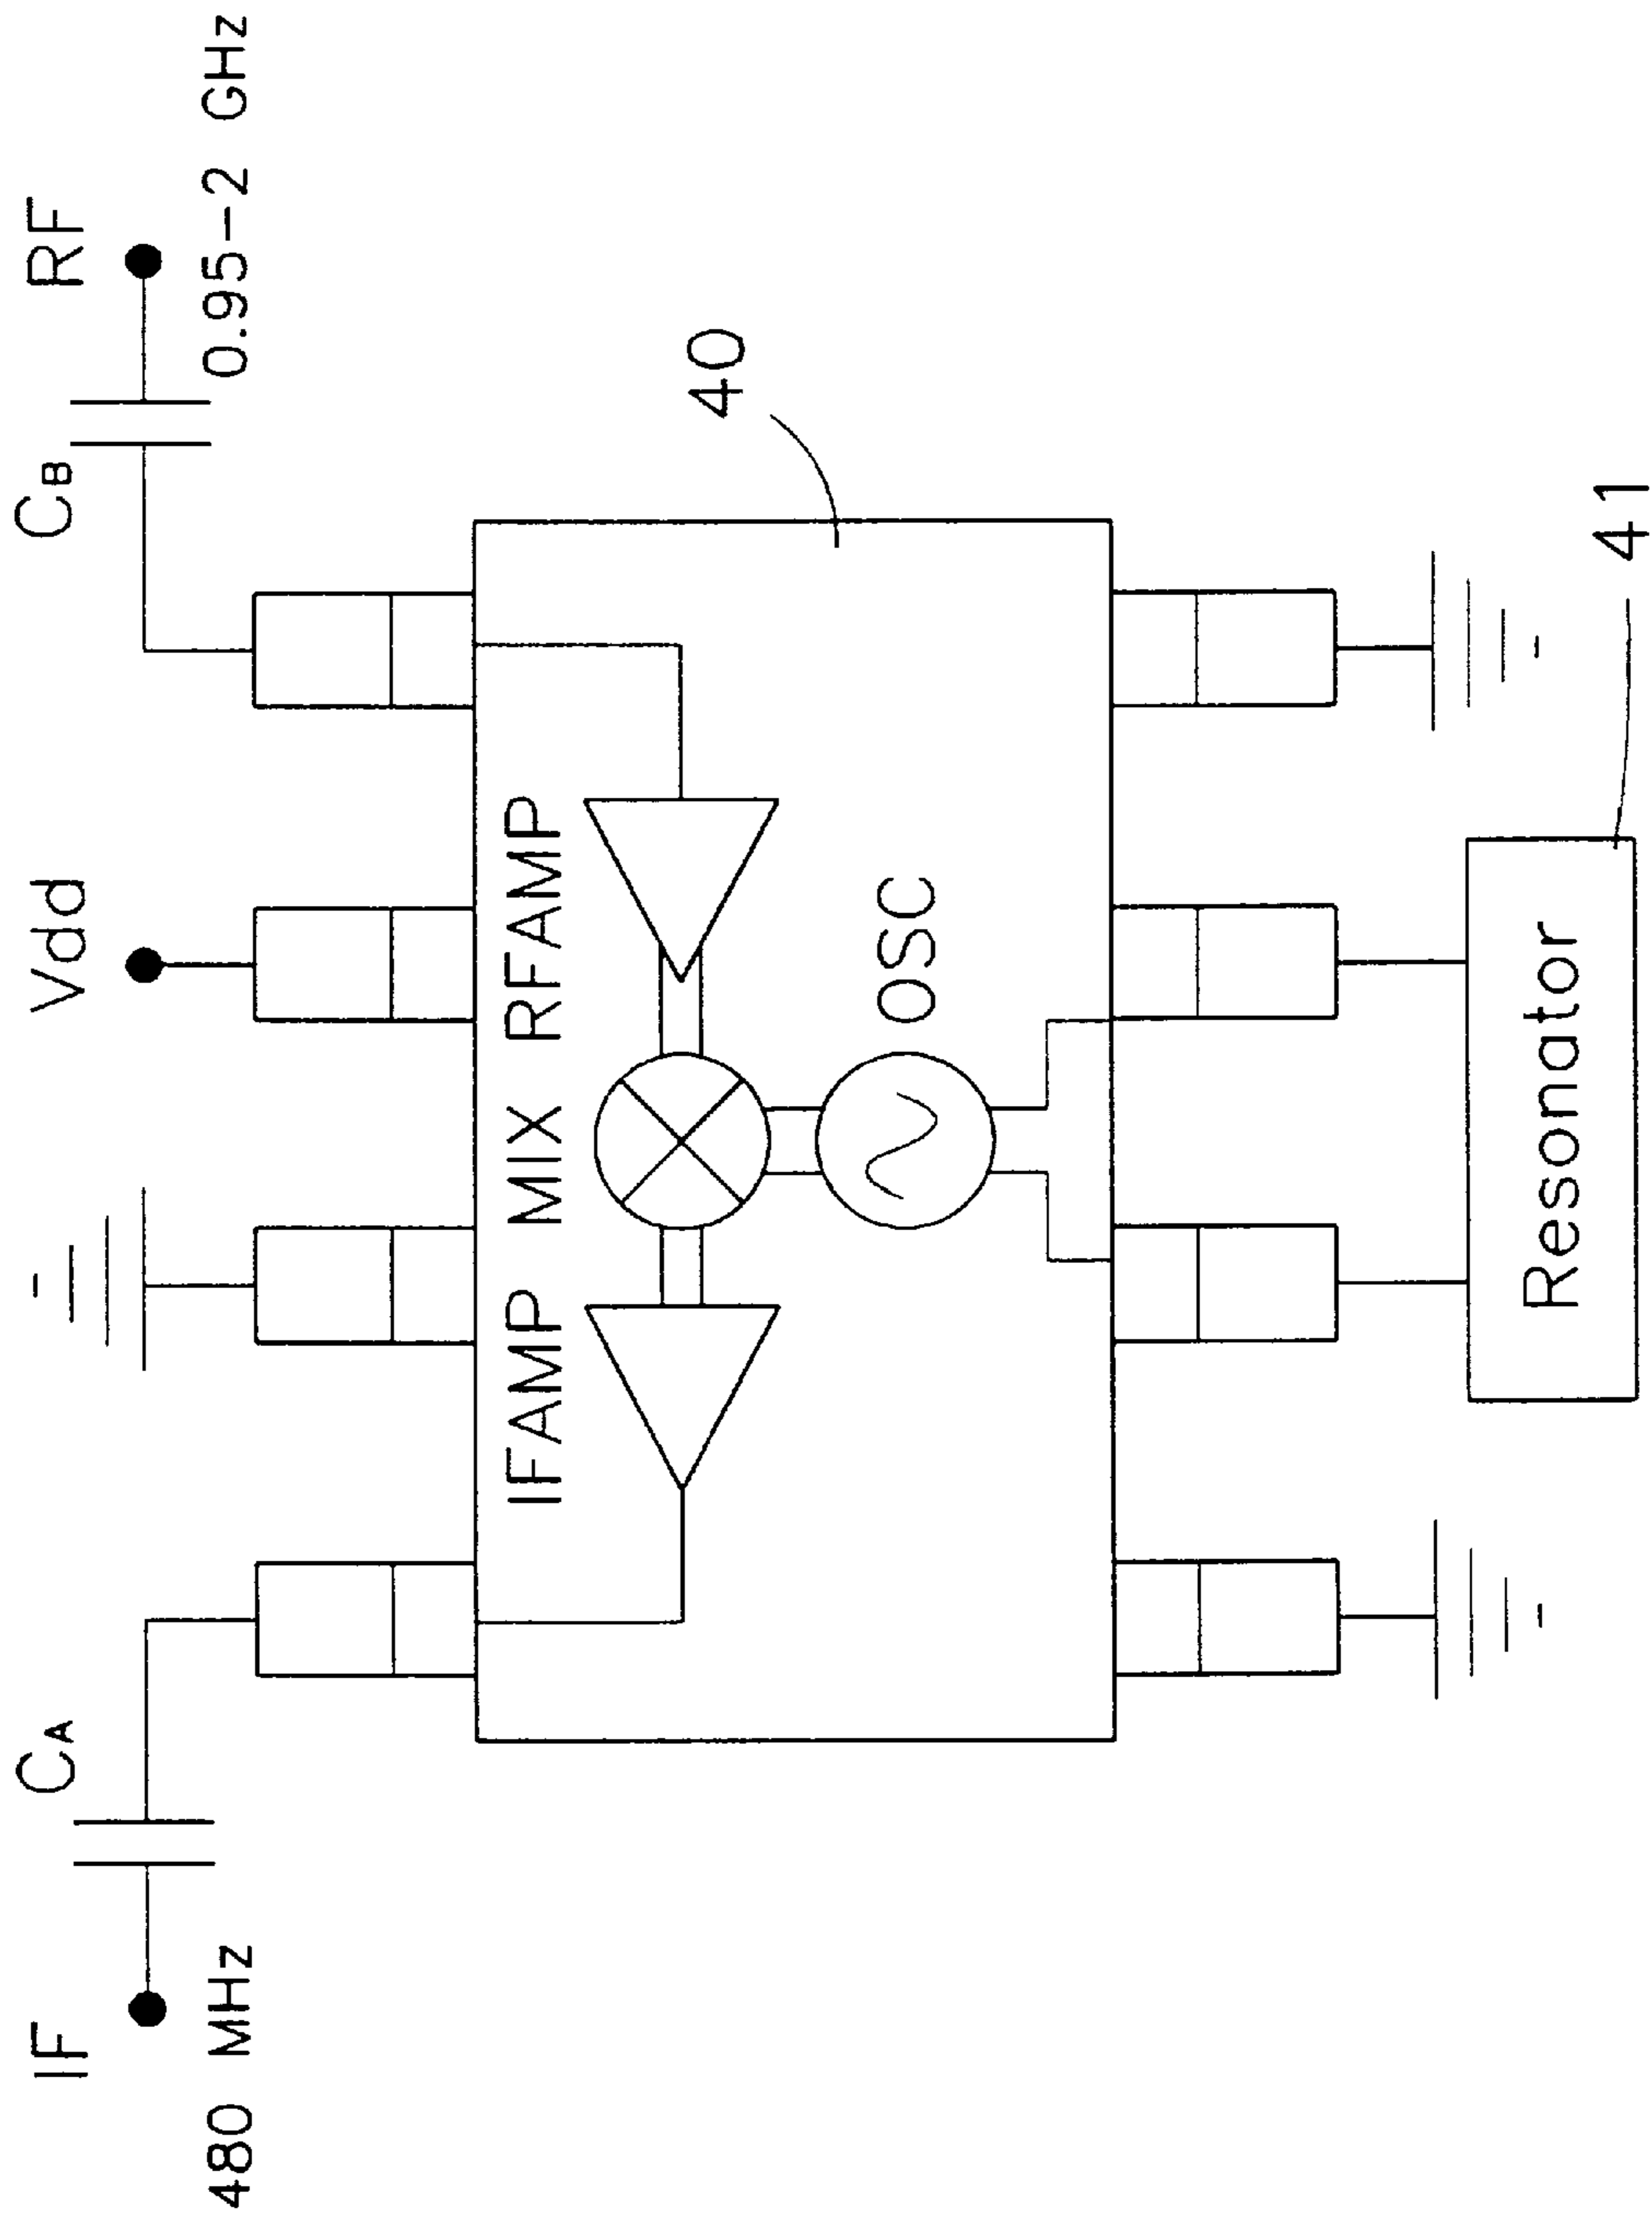 IF
CA
Vdd
CB
RF
480 MHz
0.95-2 GHz
IFAMP MIX RFAMP
40
OSC
Resonator
41